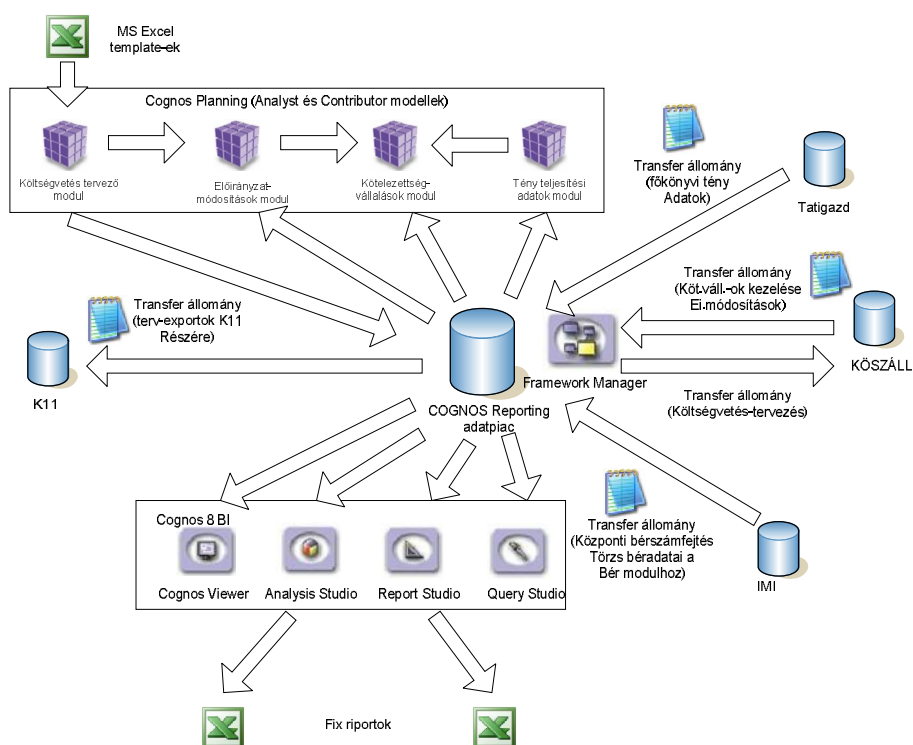 MS Excel
template-ek
Cognos Planning (Analyst és Contributor modellek)
Költségvetés tervező
modul
Előirányzat-
módosítások modul
Kötelezettség-
vállalások modul
Tény teljesítési
adatok modul
Transfer állomány
(főkönyvi tény
Adatok)
Tatigazd
Transfer állomány
(Köt.váll.-ok kezelése
Ei.módosítások)
KÖSZÁLL
Transfer állomány
(terv-exportok K11
Részére)
K11
Framework Manager
Transfer állomány
(Költségvetés-tervezés)
COGNOS Reporting
adatpiac
Cognos 8 BI
Cognos Viewer
Analysis Studio
Report Studio
Query Studio
Transfer állomány
(Központi bérszámfejtés
Törzs béradatai a
Bér modulhoz)
IMI
Fix riportok